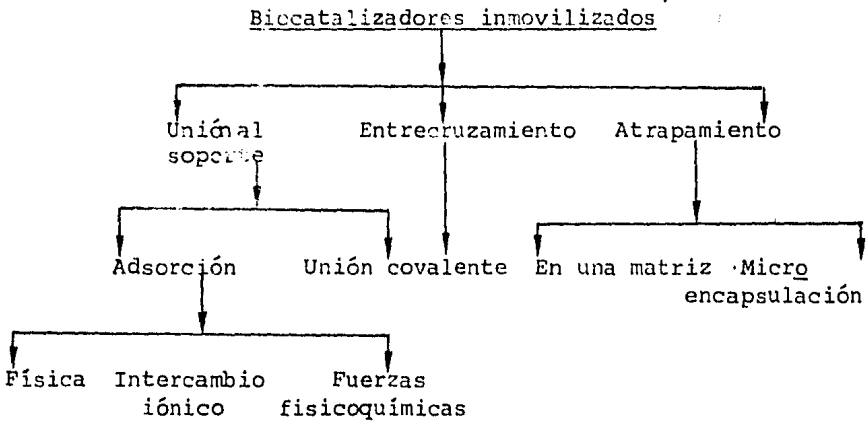 Biocatalizadores inmovilizados
Unión al Entrecruzamiento Atrapamiento
soporte
Adsorción Unión covalente En una matriz Micro
encapsulación
Física Intercambio Fuerzas
iónico fisicoquímicas